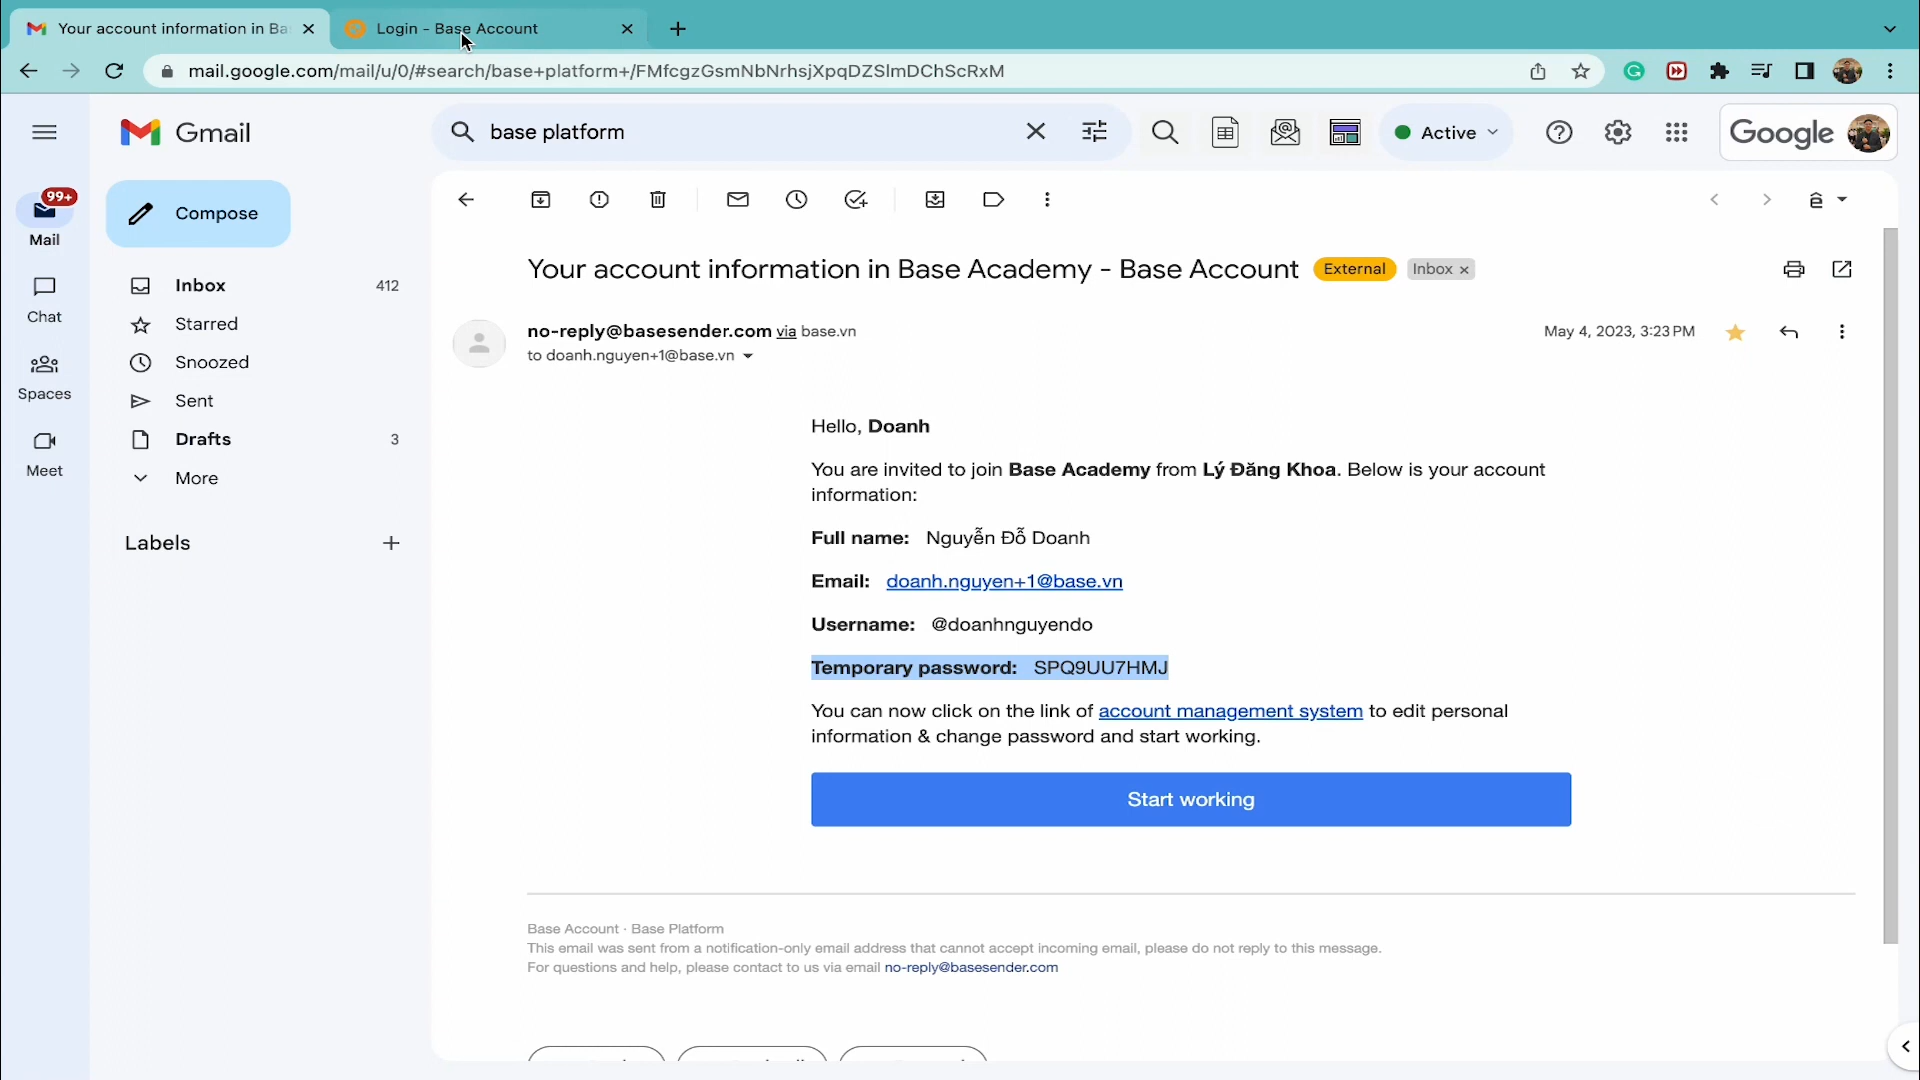 Your account information in Ba
Login - Base Account
mail.google.com/mail/u/0/#search/base+platform+/FMfcgzGsmNbNrhsjXpqDZSlmDChScRxM
Gmail
base platform
Active
Google
99+
Mail
Chat
Spaces
Meet
Compose
Inbox 412
Starred
Snoozed
Sent
Drafts 3
More
Labels
Your account information in Base Academy - Base Account External Inbox ×
no-reply@basesender.com via base.vn
May 4, 2023, 3:23 PM
to doanh.nguyen+1@base.vn
Hello, Doanh
You are invited to join Base Academy from Lý Đăng Khoa. Below is your account
information:
Full name: Nguyễn Đỗ Doanh
Email: doanh.nguyen+1@base.vn
Username: @doanhnguyendo
Temporary password: SPQ9UU7HMJ
You can now click on the link of account management system to edit personal
information & change password and start working.
Start working
Base Account · Base Platform
This email was sent from a notification-only email address that cannot accept incoming email, please do not reply to this message.
For questions and help, please contact to us via email no-reply@basesender.com